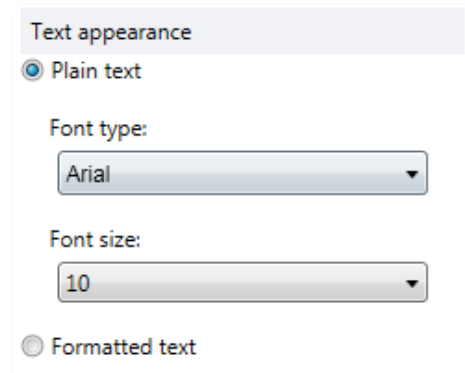 Text appearance
Plain text
Font type:
Arial
Font size:
10
Formatted text